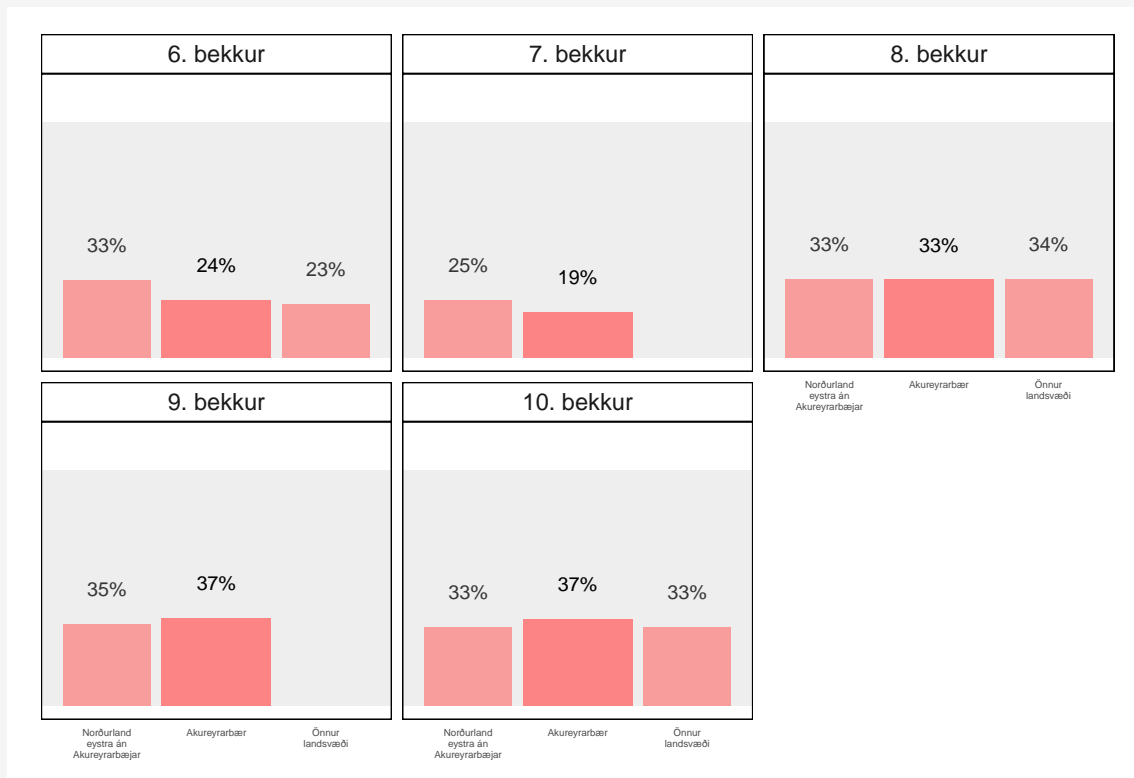 6. bekkur
33%
24%
23%
7. bekkur
25%
19%
8. bekkur
33%
33%
34%
Norðurland
eystra án
Akureyrarbæjar
Akureyrarbær
Önnur
landsvæði
9. bekkur
35%
37%
Norðurland
eystra án
Akureyrarbæjar
Akureyrarbær
Önnur
landsvæði
10. bekkur
33%
37%
33%
Norðurland
eystra án
Akureyrarbæjar
Akureyrarbær
Önnur
landsvæði